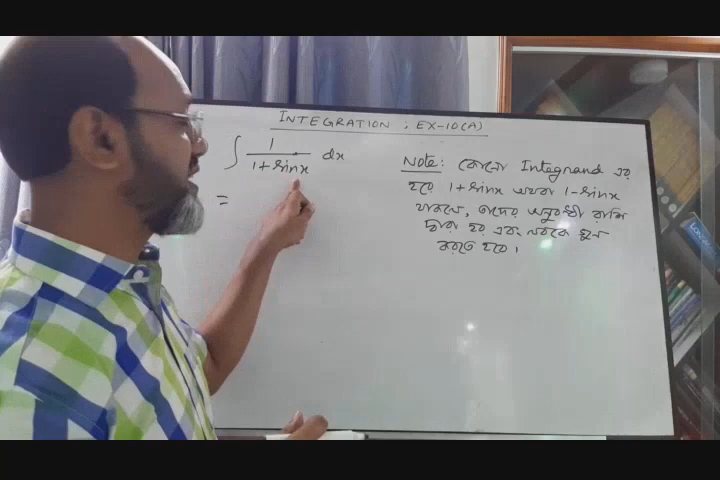 INTEGRATION : EX-10(A)
∫ 1/(1+sinx) dx
=
Note: কোনো Integrand এর
হরে 1+sinx অথবা 1-sinx
থাকলে, তাদের অনুবন্ধী রাশি
দ্বারা হর এবং লবকে গুন
করতে হবে।